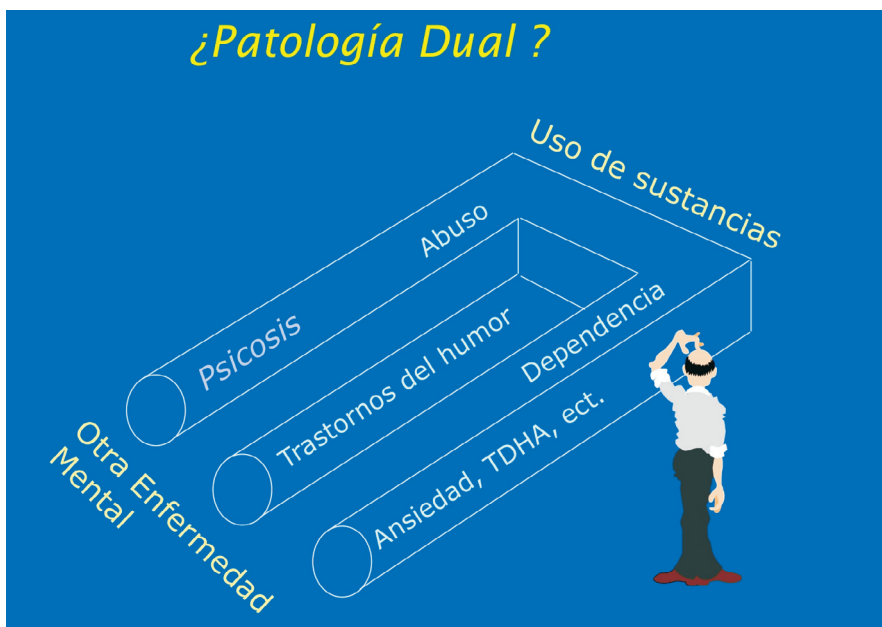 ¿Patología Dual ?
Uso de sustancias
Abuso
Dependencia
Psicosis
Trastornos del humor
Ansiedad, TDHA, ect.
Otra Enfermedad
Mental